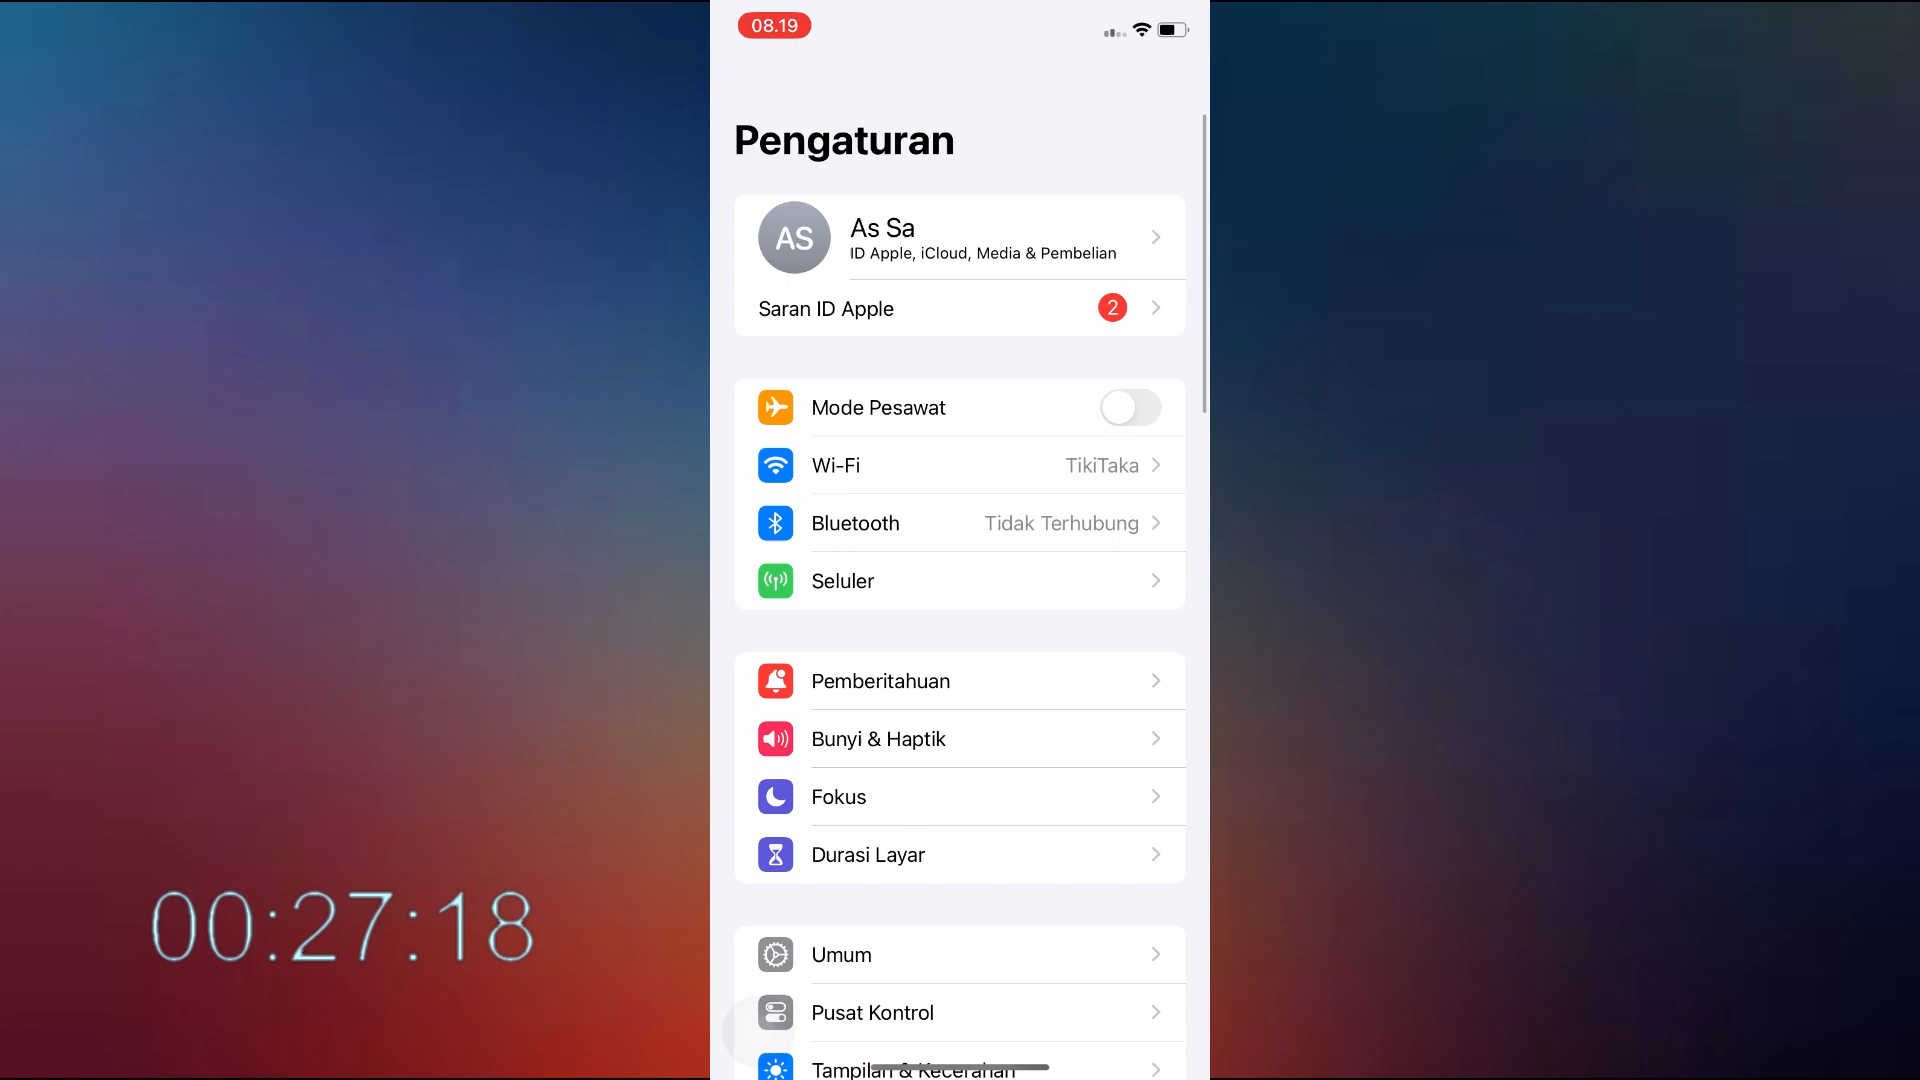 08.19
Pengaturan
AS
As Sa
ID Apple, iCloud, Media & Pembelian
Saran ID Apple
2
Mode Pesawat
Wi-Fi
TikiTaka
Bluetooth
Tidak Terhubung
Seluler
Pemberitahuan
Bunyi & Haptik
Fokus
Durasi Layar
Umum
Pusat Kontrol
Tampilan & Kecerahan
00:27:18